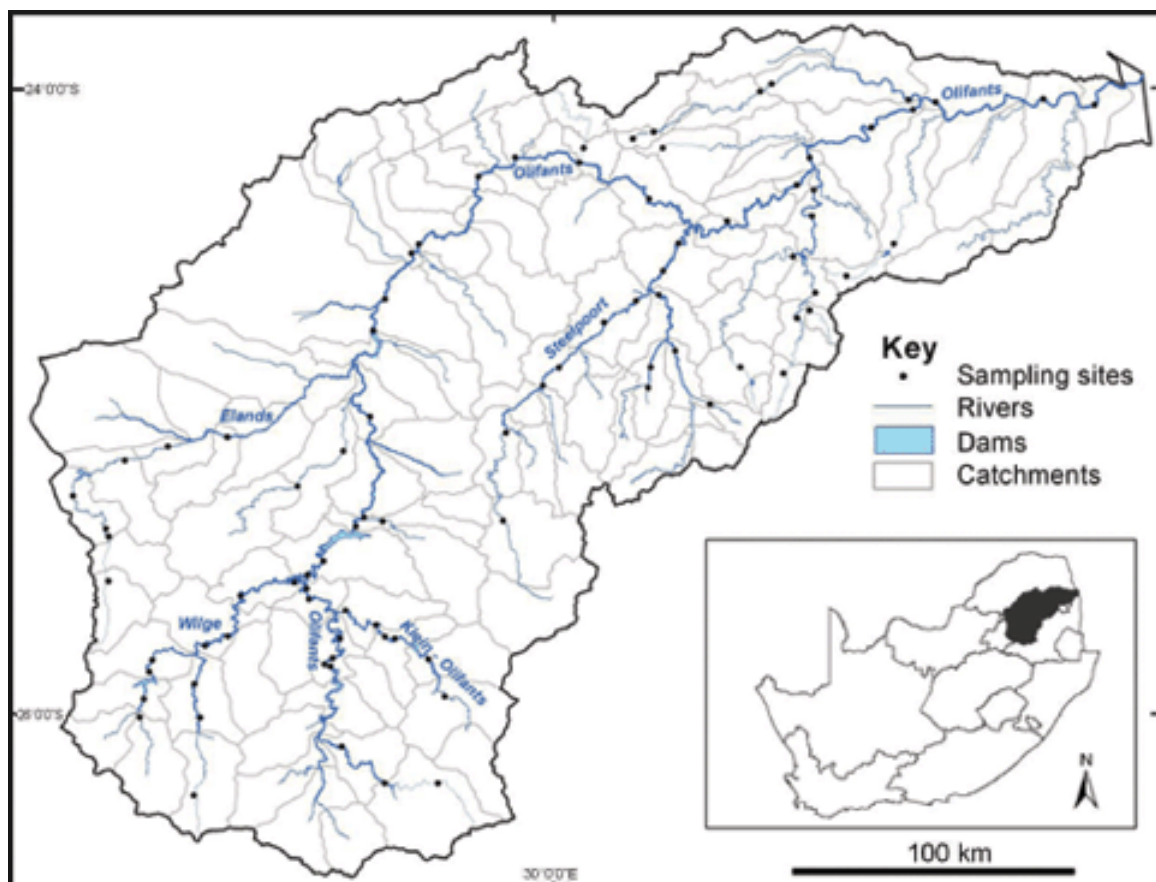 24°0'0"S
Olifants
Olifants
Steelpoort
Key
Sampling sites
Rivers
Dams
Catchments
Elands
Wilge
Olifants
Klein - Olifants
26°0'0"S
N
30°0'0"E
100 km